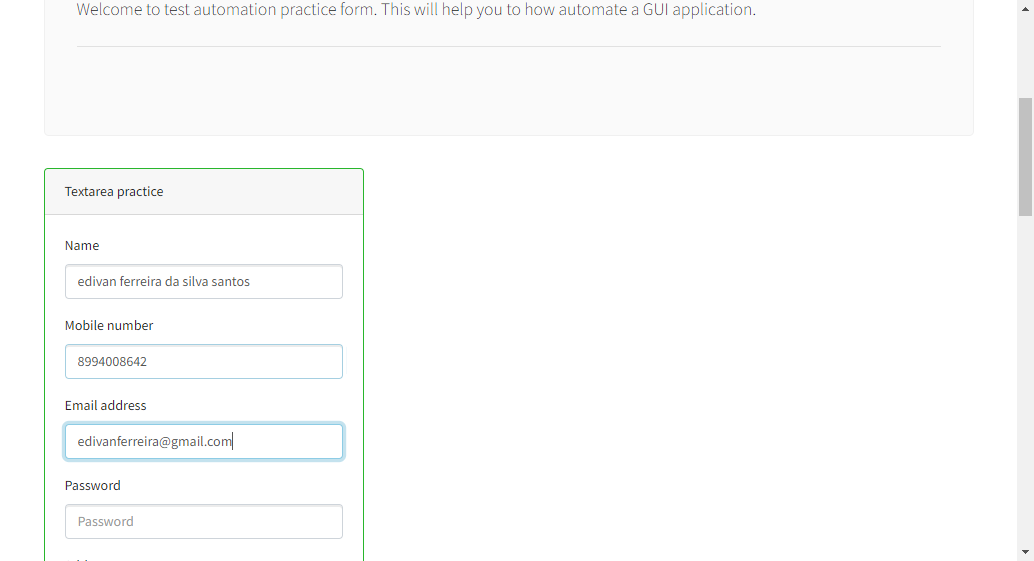 Welcome to test automation practice form. This will help you to how automate a GUI application.
Textarea practice
Name
edivan ferreira da silva santos
Mobile number
8994008642
Email address
edivanferreira@gmail.com
Password
Password